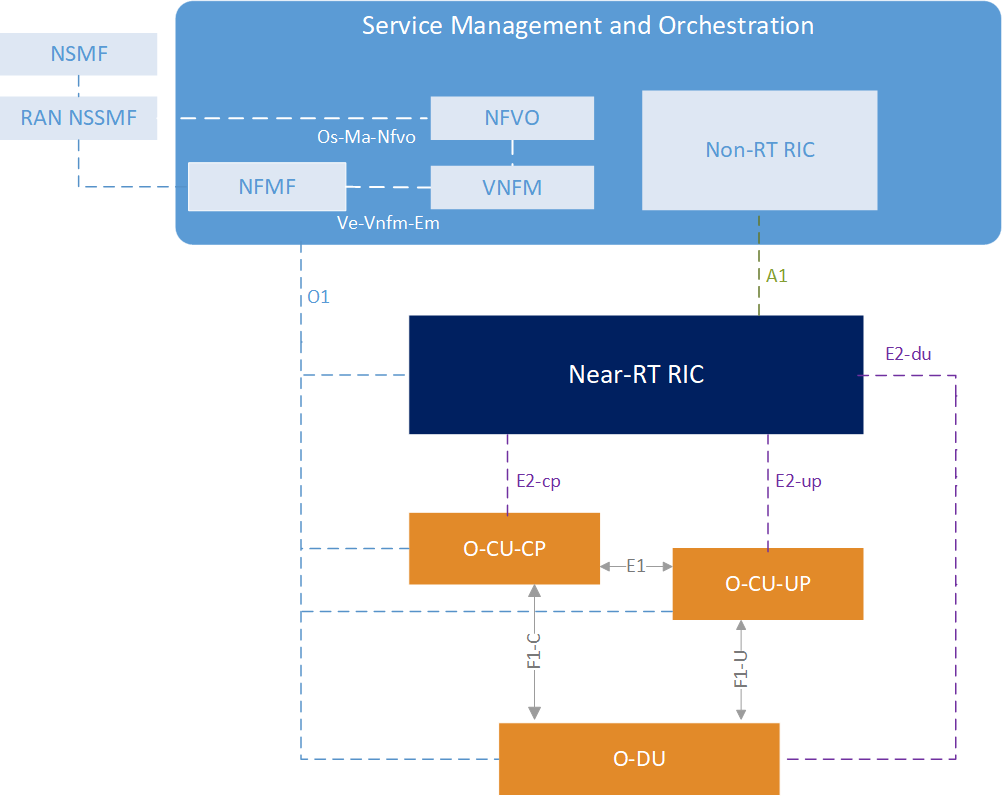 Service Management and Orchestration
NSMF
RAN NSSMF
NFVO
Os-Ma-Nfvo
Non-RT RIC
NFMF
VNFM
Ve-Vnfm-Em
A1
O1
E2-du
Near-RT RIC
E2-cp
E2-up
O-CU-CP
E1
O-CU-UP
F1-C
F1-U
O-DU